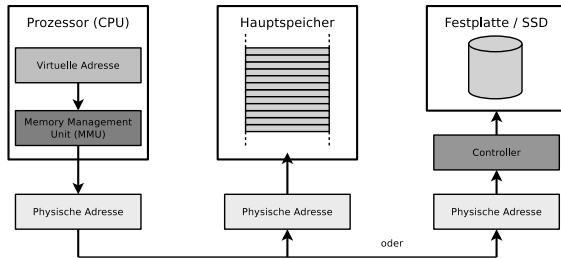 Prozessor (CPU)
Hauptspeicher
Festplatte / SSD
Virtuelle Adresse
Memory Management
Unit (MMU)
Controller
Physische Adresse
Physische Adresse
Physische Adresse
oder